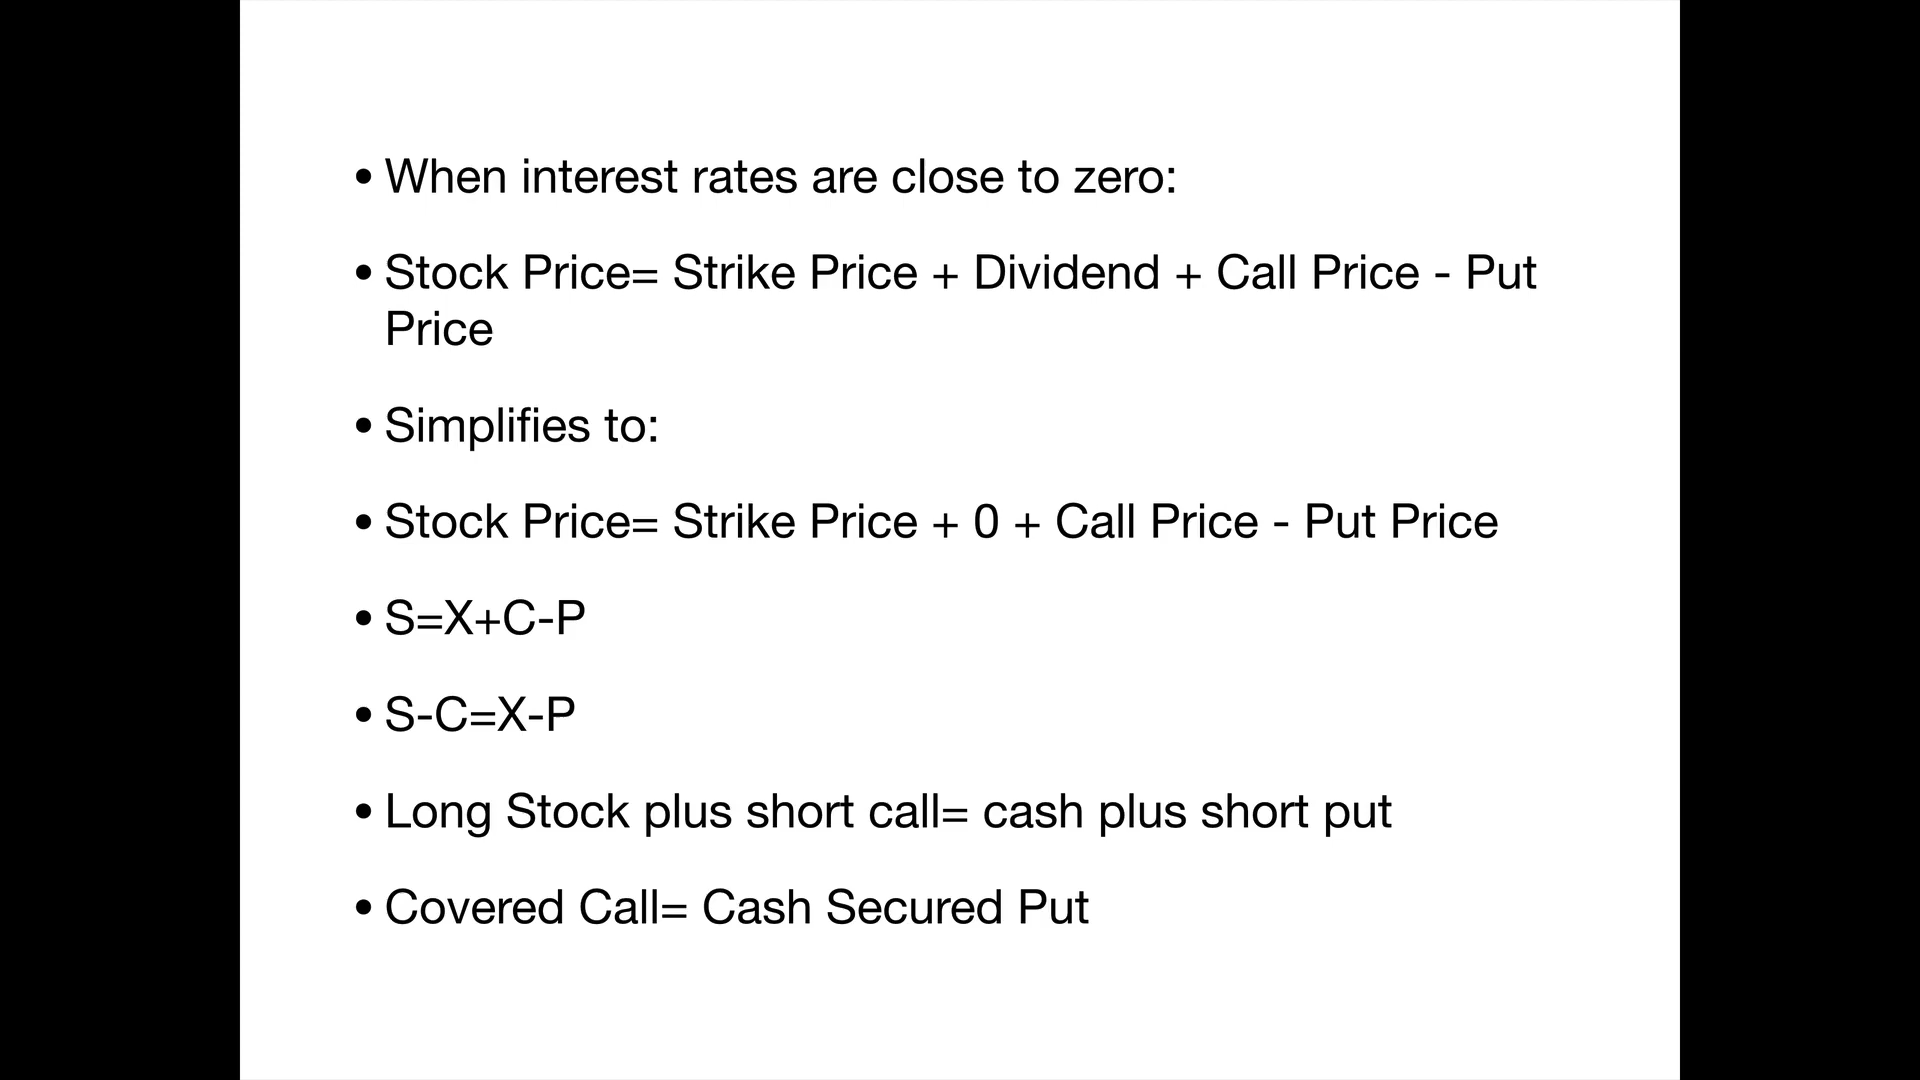 • When interest rates are close to zero:
• Stock Price= Strike Price + Dividend + Call Price - Put
Price
• Simplifies to:
• Stock Price= Strike Price + 0 + Call Price - Put Price
• S=X+C-P
• S-C=X-P
• Long Stock plus short call= cash plus short put
• Covered Call= Cash Secured Put